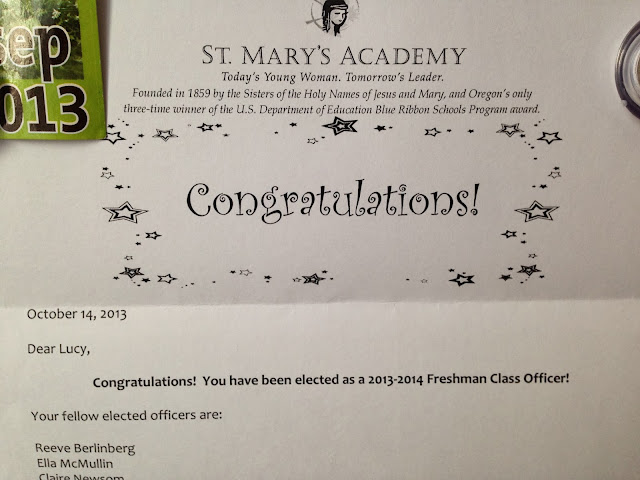 sep
2013
ST. MARY'S ACADEMY
Today's Young Woman. Tomorrow's Leader.
Founded in 1859 by the Sisters of the Holy Names of Jesus and Mary, and Oregon's only
three-time winner of the U.S. Department of Education Blue Ribbon Schools Program award.
Congratulations!
October 14, 2013
Dear Lucy,
Congratulations! You have been elected as a 2013-2014 Freshman Class Officer!
Your fellow elected officers are:
Reeve Berlinberg
Ella McMullin
Claire Newsom